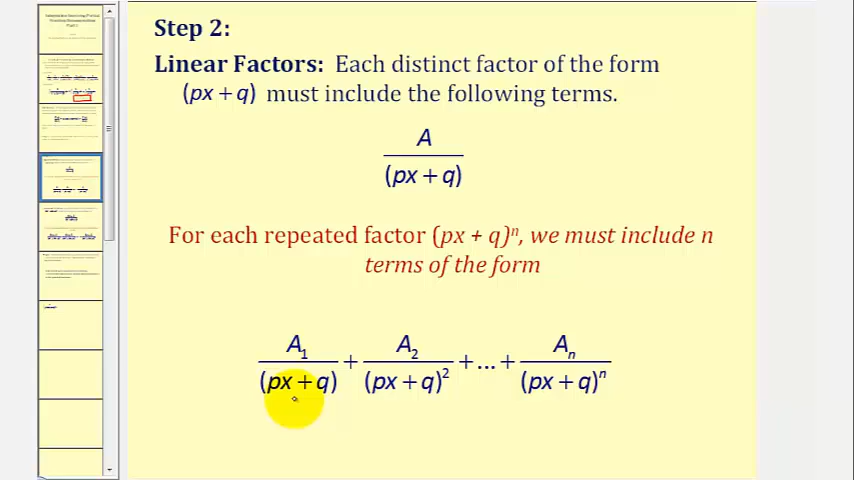 Step 2:
Linear Factors: Each distinct factor of the form
(px + q) must include the following terms.
A
(px + q)
For each repeated factor (px + q)ⁿ, we must include n
terms of the form
A₁ A₂ Aₙ
+ + ... +
(px + q) (px + q)² (px + q)ⁿ